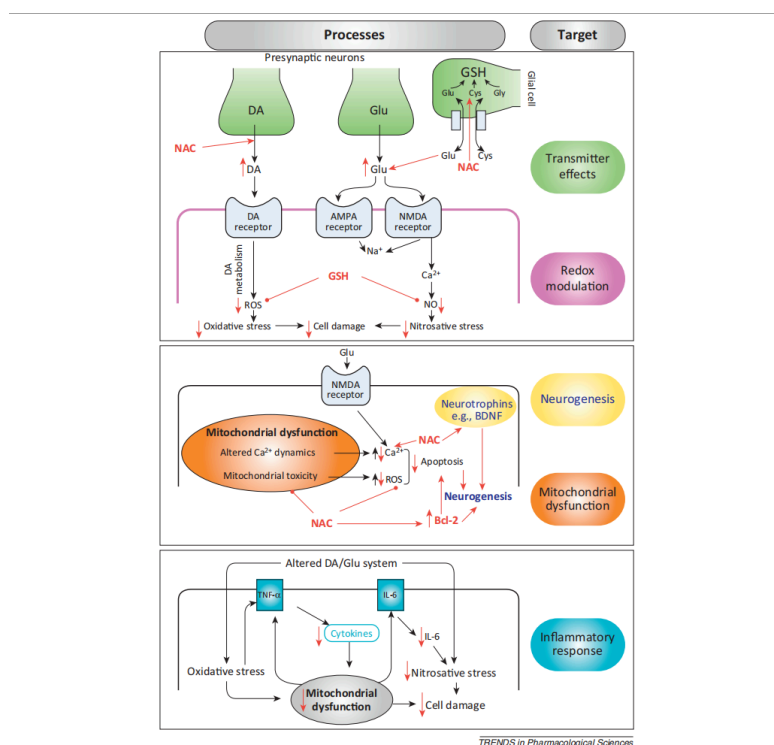 Processes
Target
Presynaptic neurons
DA
Glu
GSH
Glu
Cys
Gly
Glial cell
NAC
DA
Glu
Glu
Cys
NAC
Transmitter
effects
DA
receptor
AMPA
receptor
NMDA
receptor
Na+
DA
metabolism
GSH
Ca2+
ROS
NO
Redox
modulation
Oxidative stress
Cell damage
Nitrosative stress
Glu
NMDA
receptor
Neurotrophins
e.g., BDNF
Neurogenesis
Mitochondrial dysfunction
Altered Ca2+ dynamics
Mitochondrial toxicity
NAC
Ca2+
Apoptosis
ROS
Neurogenesis
NAC
Bcl-2
Mitochondrial
dysfunction
Altered DA/Glu system
TNF-α
IL-6
Cytokines
IL-6
Inflammatory
response
Oxidative stress
Nitrosative stress
Mitochondrial
dysfunction
Cell damage
TRENDS in Pharmacological Sciences